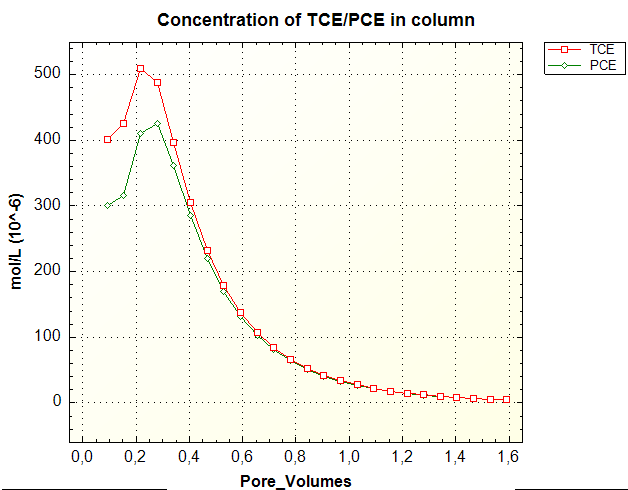 Concentration of TCE/PCE in column
TCE
PCE
mol/L (10^-6)
500
400
300
200
100
0
0,0 0,2 0,4 0,6 0,8 1,0 1,2 1,4 1,6
Pore_Volumes